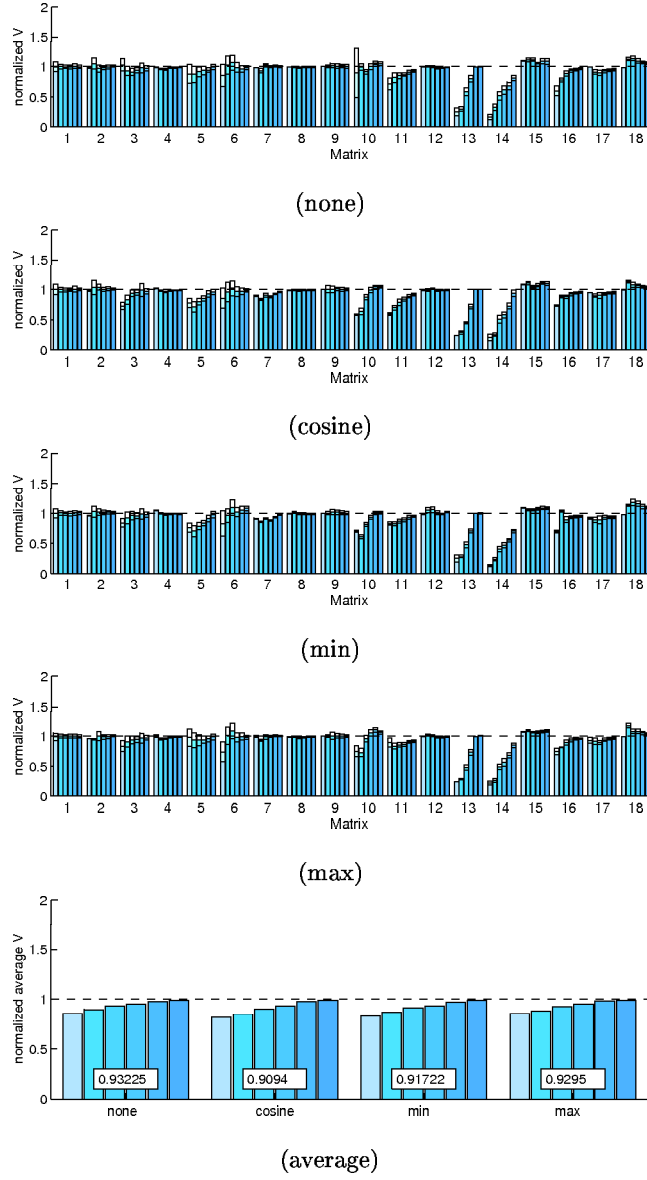 2
1.5
1
0.5
0
normalized V
1 2 3 4 5 6 7 8 9 10 11 12 13 14 15 16 17 18
Matrix
(none)
2
1.5
1
0.5
0
normalized V
1 2 3 4 5 6 7 8 9 10 11 12 13 14 15 16 17 18
Matrix
(cosine)
2
1.5
1
0.5
0
normalized V
1 2 3 4 5 6 7 8 9 10 11 12 13 14 15 16 17 18
Matrix
(min)
2
1.5
1
0.5
0
normalized V
1 2 3 4 5 6 7 8 9 10 11 12 13 14 15 16 17 18
Matrix
(max)
2
1.5
1
0.5
0
normalized average V
0.93225 0.9094 0.91722 0.9295
none cosine min max
(average)